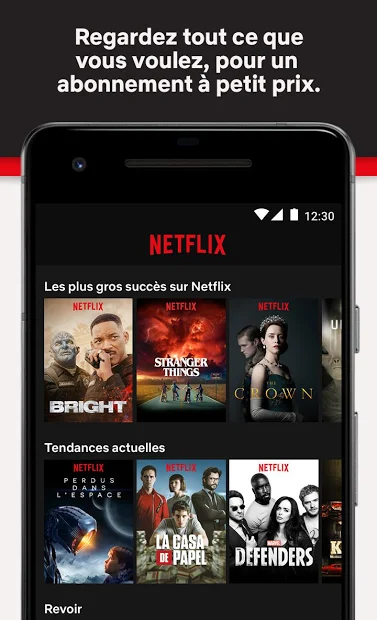 Regardez tout ce que
vous voulez, pour un
abonnement à petit prix.
12:30
NETFLIX
Les plus gros succès sur Netflix
NETFLIX
NETFLIX
NETFLIX
BRIGHT
STRANGER
THINGS
THE
CROWN
Tendances actuelles
NETFLIX
NETFLIX
NETFLIX
PERDUS
DANS
L'ESPACE
LA CASA
DE PAPEL
MARVEL
DEFENDERS
Revoir